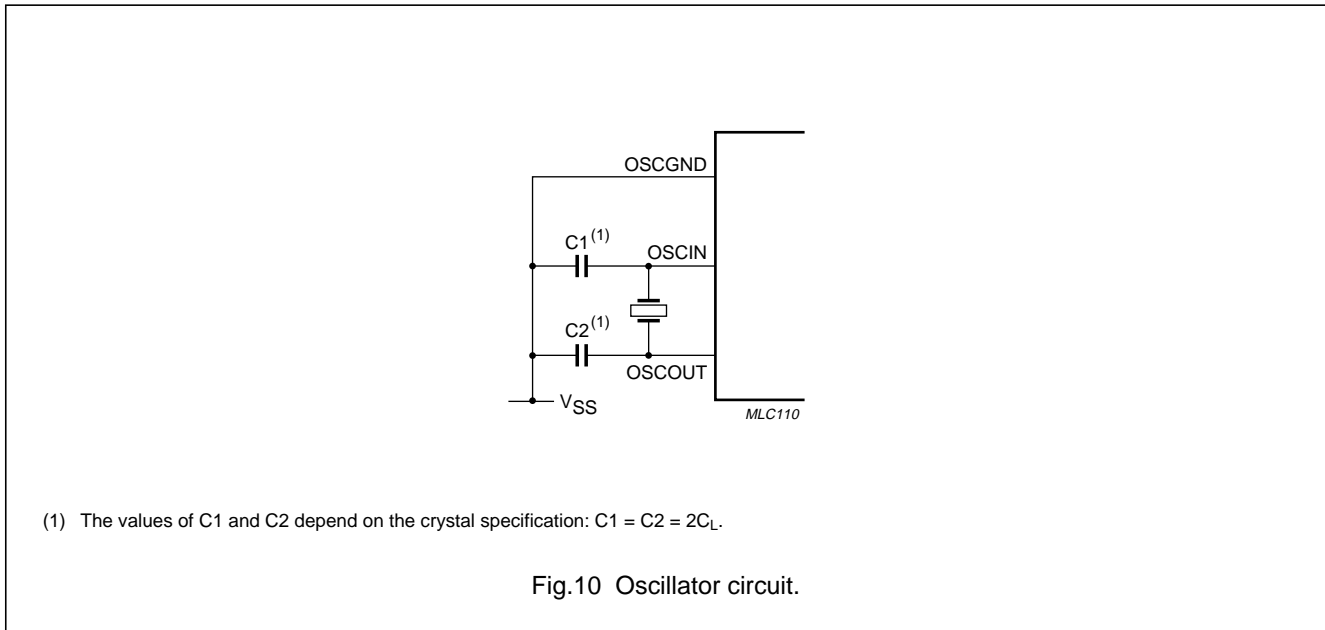 OSCGND
C1(1)
OSCIN
C2(1)
OSCOUT
VSS
MLC110
(1) The values of C1 and C2 depend on the crystal specification: C1 = C2 = 2CL.
Fig.10 Oscillator circuit.